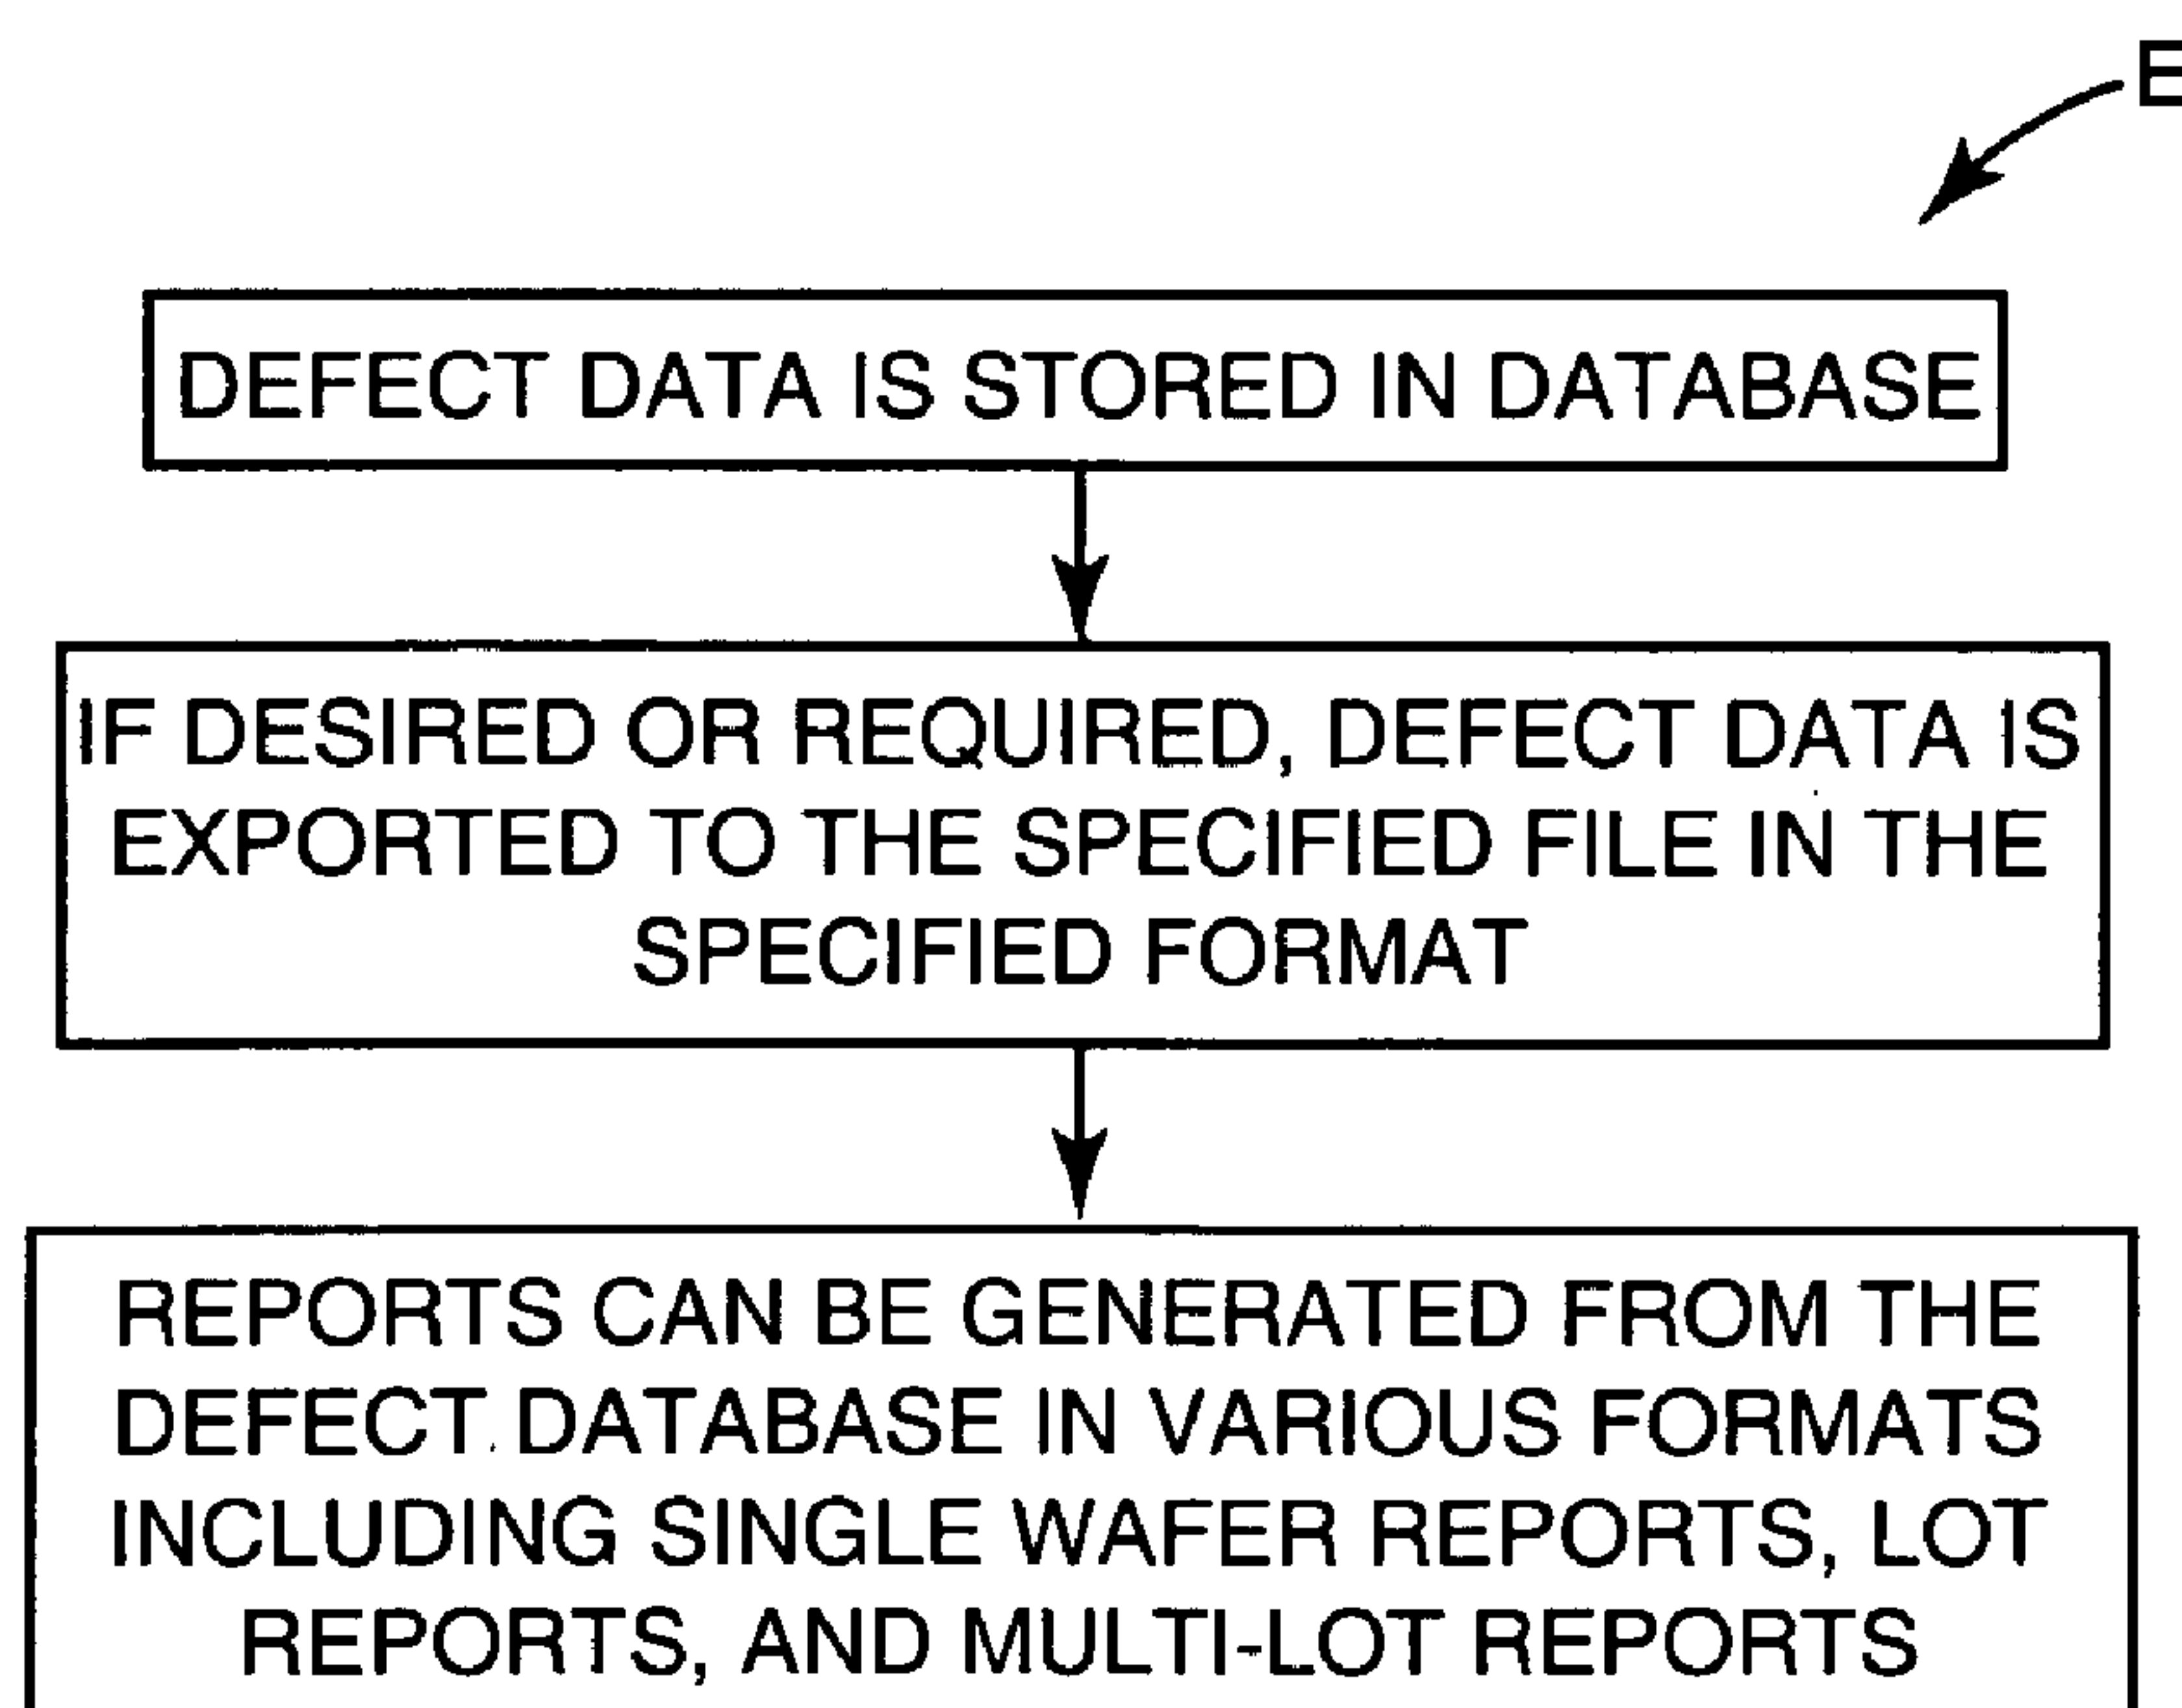 E
DEFECT DATA IS STORED IN DATABASE
IF DESIRED OR REQUIRED, DEFECT DATA IS
EXPORTED TO THE SPECIFIED FILE IN THE
SPECIFIED FORMAT
REPORTS CAN BE GENERATED FROM THE
DEFECT DATABASE IN VARIOUS FORMATS
INCLUDING SINGLE WAFER REPORTS, LOT
REPORTS, AND MULTI-LOT REPORTS